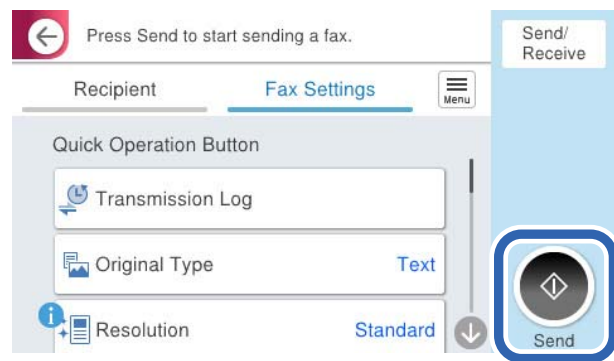 Press Send to start sending a fax.
Send/
Receive
Recipient
Fax Settings
Menu
Quick Operation Button
Transmission Log
Original Type
Text
i
Resolution
Standard
Send